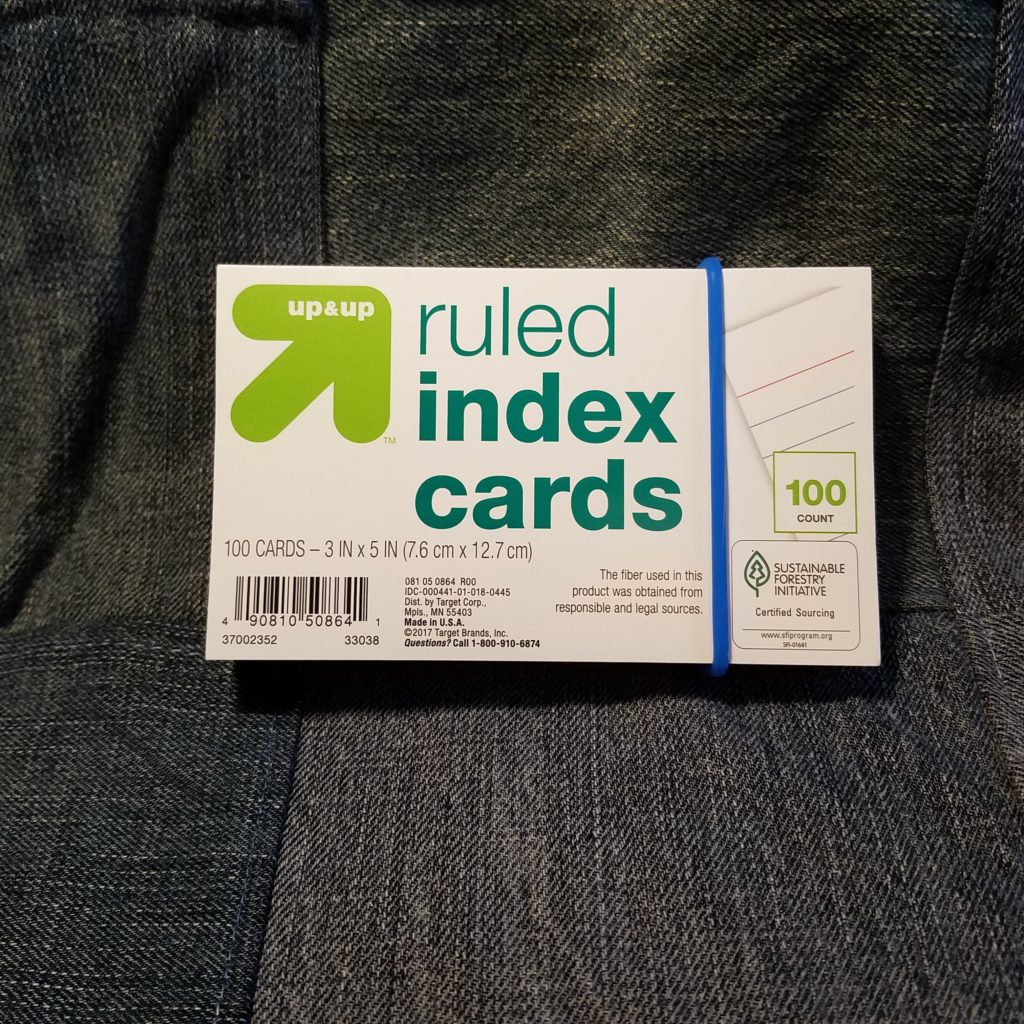 up&up
TM
ruled
index
cards
100
COUNT
100 CARDS – 3 IN x 5 IN (7.6 cm x 12.7 cm)
4 90810 50864 1
37002352 33038
081 05 0864 R00
IDC-000441-01-018-0445
Dist. by Target Corp.,
Mpls., MN 55403
Made in U.S.A.
©2017 Target Brands, Inc.
Questions? Call 1-800-910-6874
The fiber used in this
product was obtained from
responsible and legal sources.
SUSTAINABLE
FORESTRY
INITIATIVE
Certified Sourcing
www.sfiprogram.org
SFI-01681